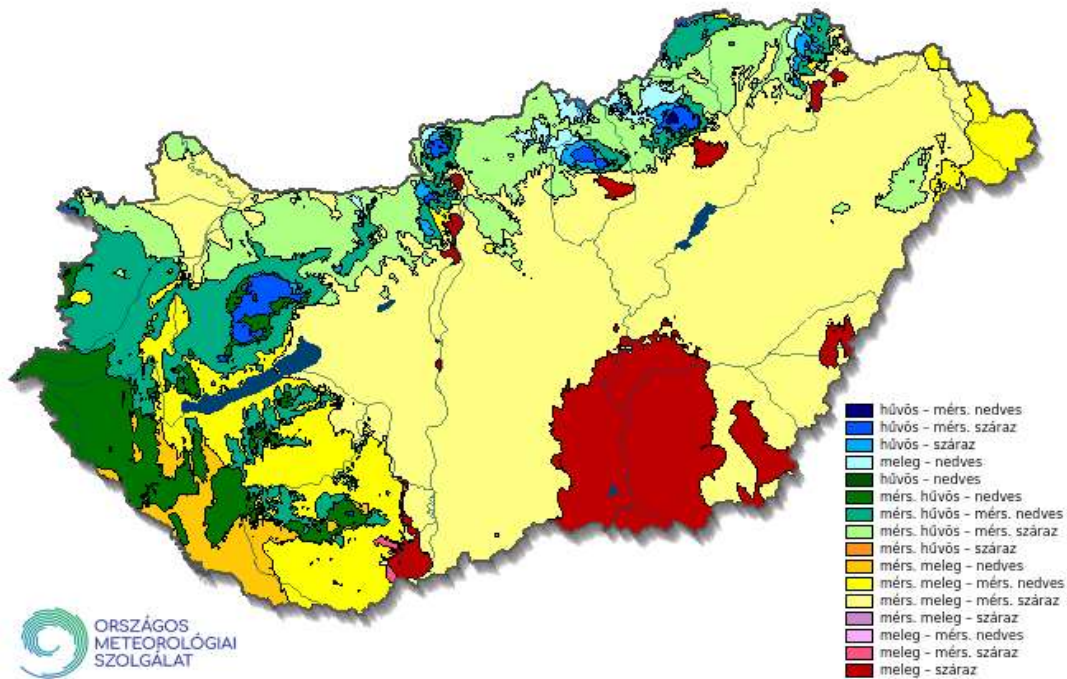 hűvös – mérs. nedves
hűvös – mérs. száraz
hűvös – száraz
meleg – nedves
hűvös – nedves
mérs. hűvös – nedves
mérs. hűvös – mérs. nedves
mérs. hűvös – mérs. száraz
mérs. hűvös – száraz
mérs. meleg – nedves
mérs. meleg – mérs. nedves
mérs. meleg – mérs. száraz
mérs. meleg – száraz
meleg – mérs. nedves
meleg – mérs. száraz
meleg – száraz
ORSZÁGOS
METEOROLÓGIAI
SZOLGÁLAT